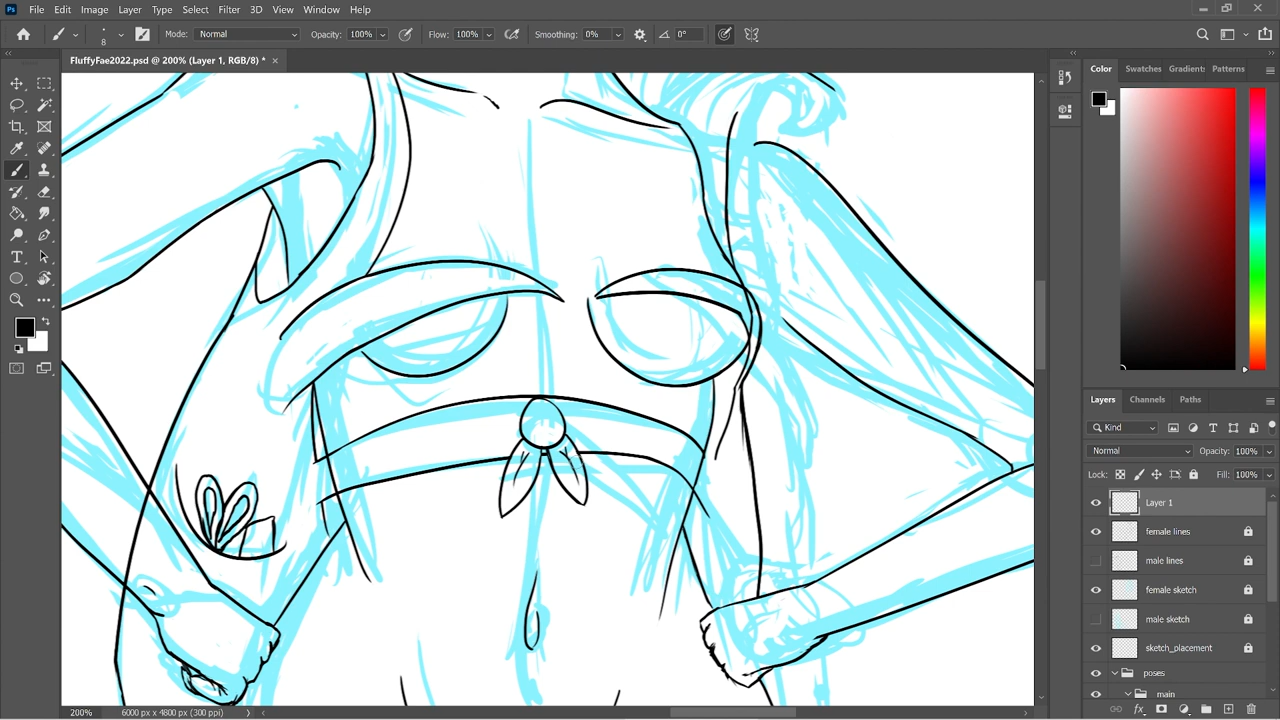 Ps File Edit Image Layer Type Select Filter 3D View Window Help
8 Mode: Normal Opacity: 100% Flow: 100% Smoothing: 0% 0°
FluffyFae2022.psd @ 200% (Layer 1, RGB/8) * ×
Color Swatches Gradients Patterns
Layers Channels Paths
Kind
Normal Opacity: 100%
Lock: Fill: 100%
Layer 1
female lines
male lines
female sketch
male sketch
sketch_placement
poses
main
fx
200% 6000 px x 4800 px (300 ppi)